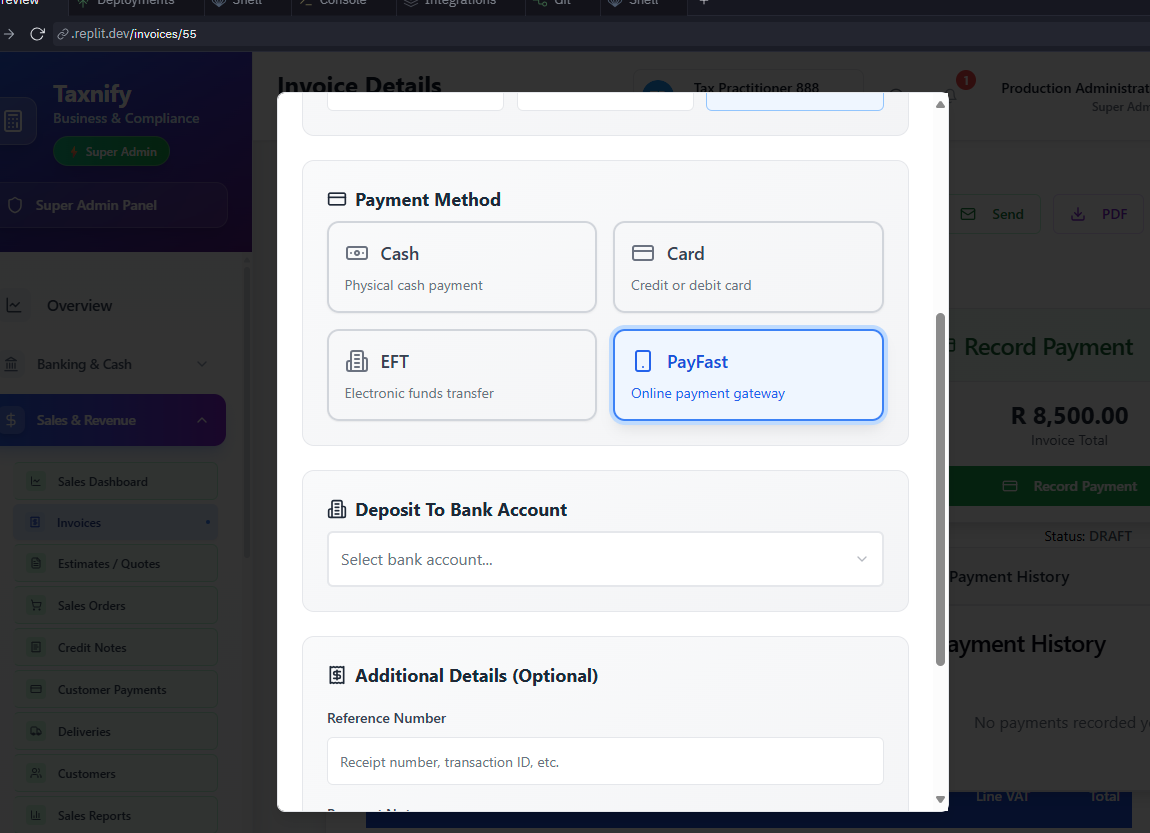 Deployments
Shell
Console
Integrations
Git
Shell
.replit.dev/invoices/55
Taxnify
Business & Compliance
Super Admin
Super Admin Panel
Overview
Banking & Cash
Sales & Revenue
Sales Dashboard
Invoices
Estimates / Quotes
Sales Orders
Credit Notes
Customer Payments
Deliveries
Customers
Sales Reports
Invoice Details
Tax Practitioner 888
1
Production Administrat
Super Adm
Send
PDF
Payment Method
Cash
Physical cash payment
Card
Credit or debit card
EFT
Electronic funds transfer
PayFast
Online payment gateway
Deposit To Bank Account
Select bank account...
Additional Details (Optional)
Reference Number
Receipt number, transaction ID, etc.
Record Payment
R 8,500.00
Invoice Total
Record Payment
Status: DRAFT
Payment History
ayment History
No payments recorded y
Line VAT
Total